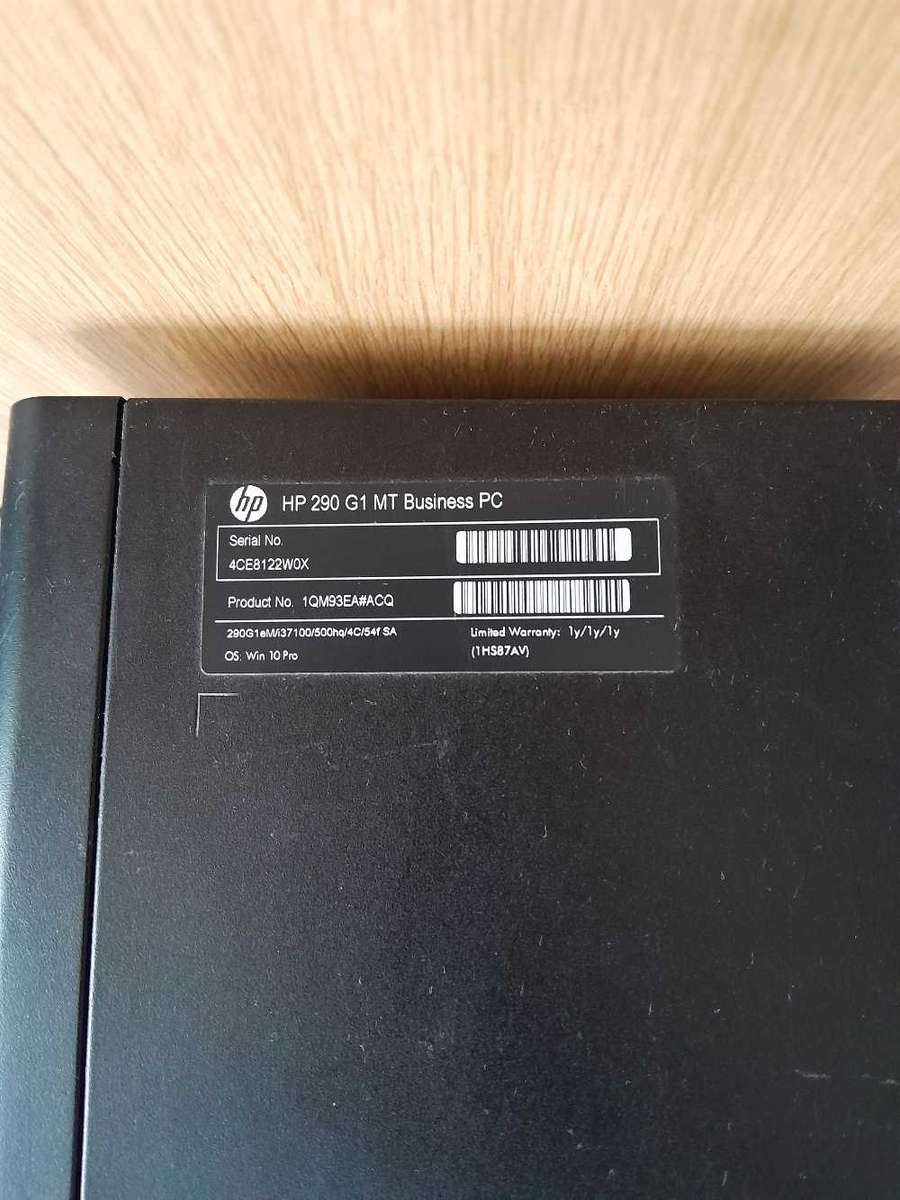 hp HP 290 G1 MT Business PC
Serial No.
4CE8122W0X
Product No. 1QM93EA#ACQ
290G1eM/i37100/500hq/4C/54f SA
Limited Warranty: 1y/1y/1y
OS: Win 10 Pro
(1HS87AV)